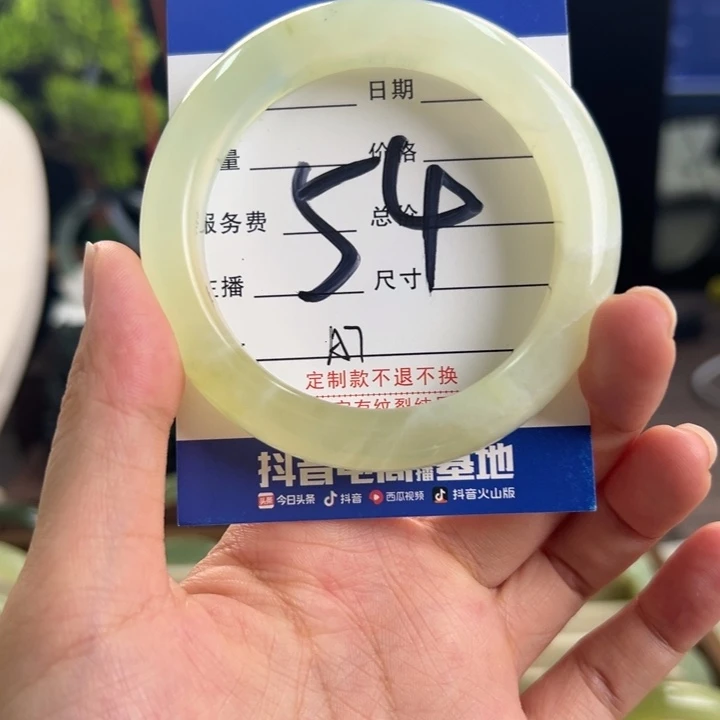 日期
量 价格
54
服务费 总价
主播 尺寸
A7
定制款不退不换
抖音电商直播基地
今日头条 抖音 西瓜视频 抖音火山版